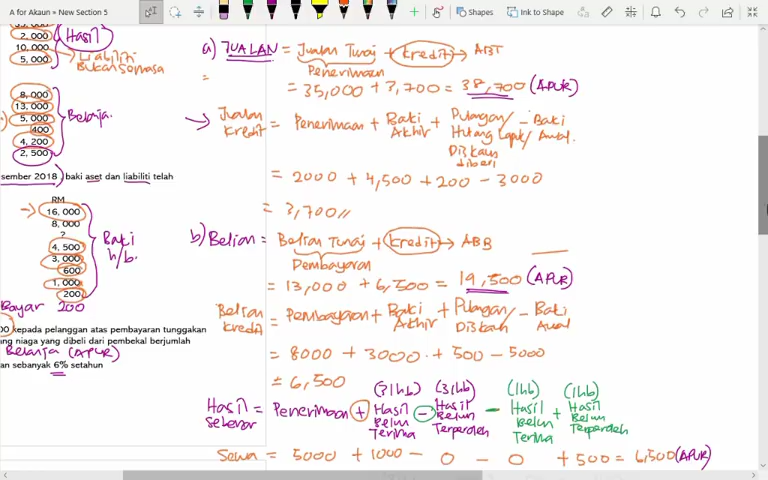 A for Akaun » New Section 5
Shapes
Ink to Shape
2, 000
Hasil
10, 000
5, 000
Liabiliti
Bukan Semasa
8, 000
13, 000
5, 000
400
4, 200
2, 500
Belanja
sember 2018) baki aset dan liabiliti telah
RM
16, 000
8, 000
?
4, 500
3, 000
600
1, 000
200
Baki
h/b.
Bayar 200
00 kepada pelanggan atas pembayaran tunggakan
ang niaga yang dibeli dari pembekal berjumlah
Belanja (APUR)
an sebanyak 6% setahun
a) JUALAN = Jualan Tunai + Kredit → ABT
Penerimaan
=
= 35,000 + 3,700 = 38,700 (APUR)
→ Jualan Kredit = Penerimaan + Baki Akhir + Pulangan/ Hutang Lapuk/ Diskaun diberi - Baki Awal.
= 2000 + 4,500 + 200 - 3000
= 3,700 //
b) Belian = Belian Tunai + Kredit → ABB
Pembayaran
= 13,000 + 6,500 = 19,500 (APUR)
Belian Kredit = Pembayaran + Baki Akhir + Pulangan/ Diskaun - Baki Awal
= 8000 + 3000 + 500 - 5000
= 6,500
(31hb) (31hb) (1hb) (1hb)
Hasil sebenar = Penerimaan + Hasil Belum Terima - Hasil Belum Terperoleh - Hasil Belum Terima + Hasil Belum Terperoleh
Sewa = 5000 + 1000 - 0 - 0 + 500 = 6,500 (APUR)